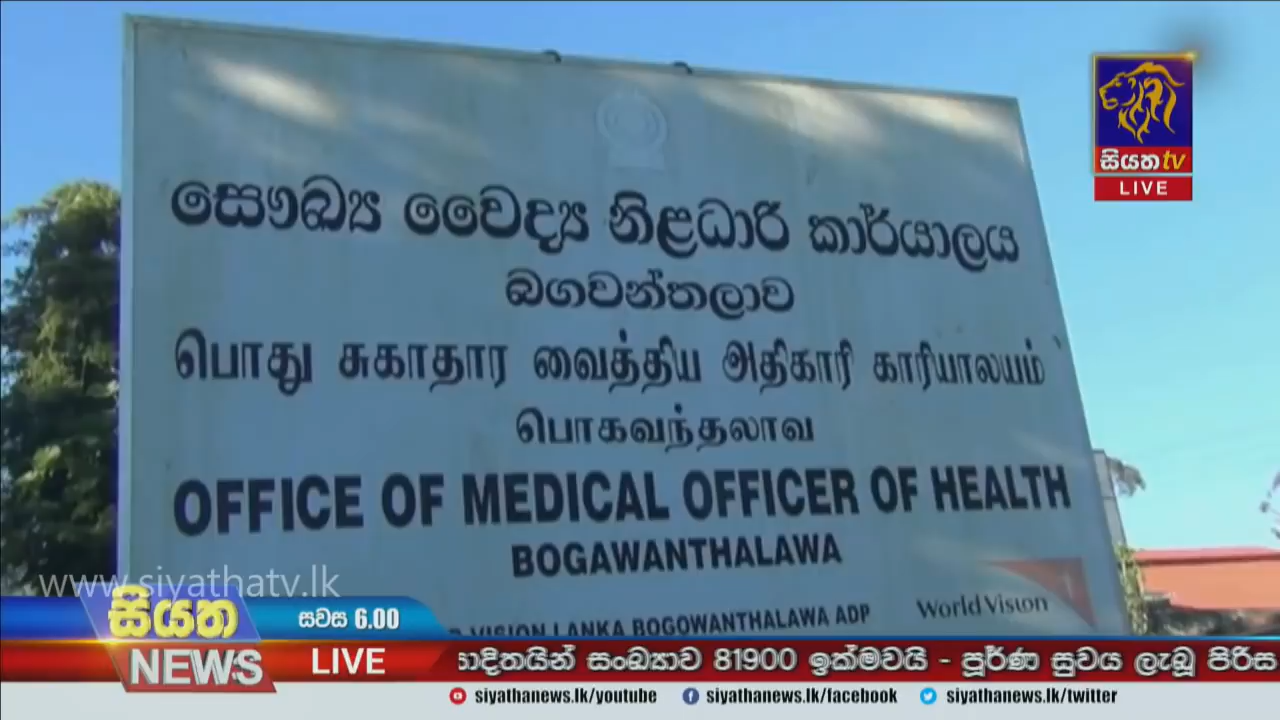 සියත tv
LIVE
සෞඛ්‍ය වෛද්‍ය නිළධාරි කාර්යාලය
බගවන්තලාව
பொது சுகாதார வைத்திய அதிகாரி காரியாலயம்
பொகவந்தலாவ
OFFICE OF MEDICAL OFFICER OF HEALTH
BOGAWANTHALAWA
VISION LANKA BOGOWANTHALAWA ADP
World Vision
www.siyathatv.lk
සියත
සවස 6.00
NEWS
LIVE
සංඛ්‍යාව 81900 ඉක්මවයි - පූර්ණ සුවය ලැබූ පිරිස
siyathanews.lk/youtube
siyathanews.lk/facebook
siyathanews.lk/twitter